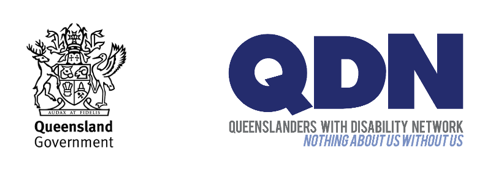 AUDAX AT FIDELIS
Queensland
Government
QDN
QUEENSLANDERS WITH DISABILITY NETWORK
NOTHING ABOUT US WITHOUT US